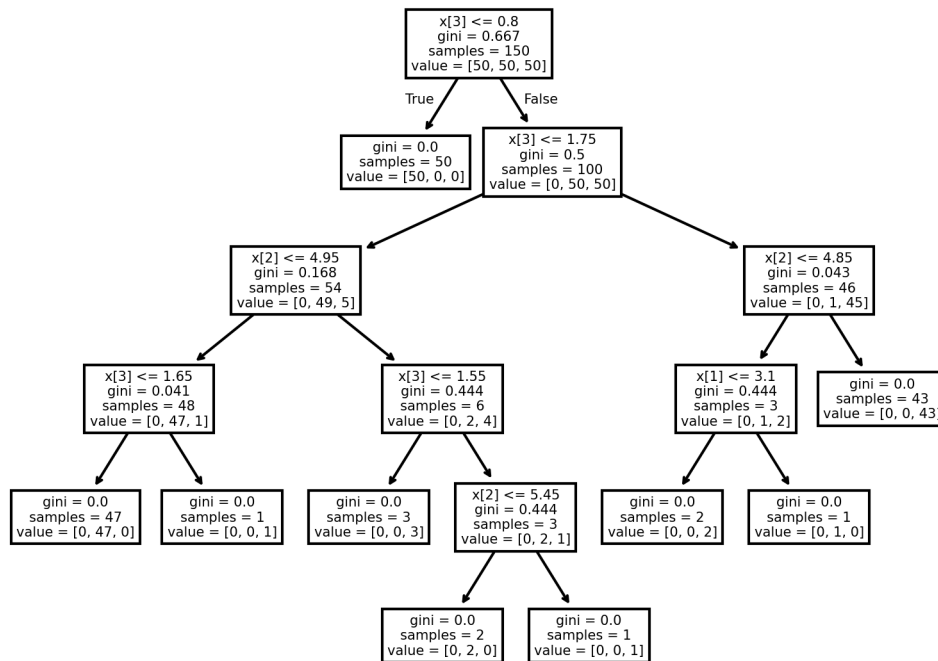 x[3] <= 0.8
gini = 0.667
samples = 150
value = [50, 50, 50]
True
False
gini = 0.0
samples = 50
value = [50, 0, 0]
x[3] <= 1.75
gini = 0.5
samples = 100
value = [0, 50, 50]
x[2] <= 4.95
gini = 0.168
samples = 54
value = [0, 49, 5]
x[2] <= 4.85
gini = 0.043
samples = 46
value = [0, 1, 45]
x[3] <= 1.65
gini = 0.041
samples = 48
value = [0, 47, 1]
x[3] <= 1.55
gini = 0.444
samples = 6
value = [0, 2, 4]
x[1] <= 3.1
gini = 0.444
samples = 3
value = [0, 1, 2]
gini = 0.0
samples = 43
value = [0, 0, 43]
gini = 0.0
samples = 47
value = [0, 47, 0]
gini = 0.0
samples = 1
value = [0, 0, 1]
gini = 0.0
samples = 3
value = [0, 0, 3]
x[2] <= 5.45
gini = 0.444
samples = 3
value = [0, 2, 1]
gini = 0.0
samples = 2
value = [0, 0, 2]
gini = 0.0
samples = 1
value = [0, 1, 0]
gini = 0.0
samples = 2
value = [0, 2, 0]
gini = 0.0
samples = 1
value = [0, 0, 1]